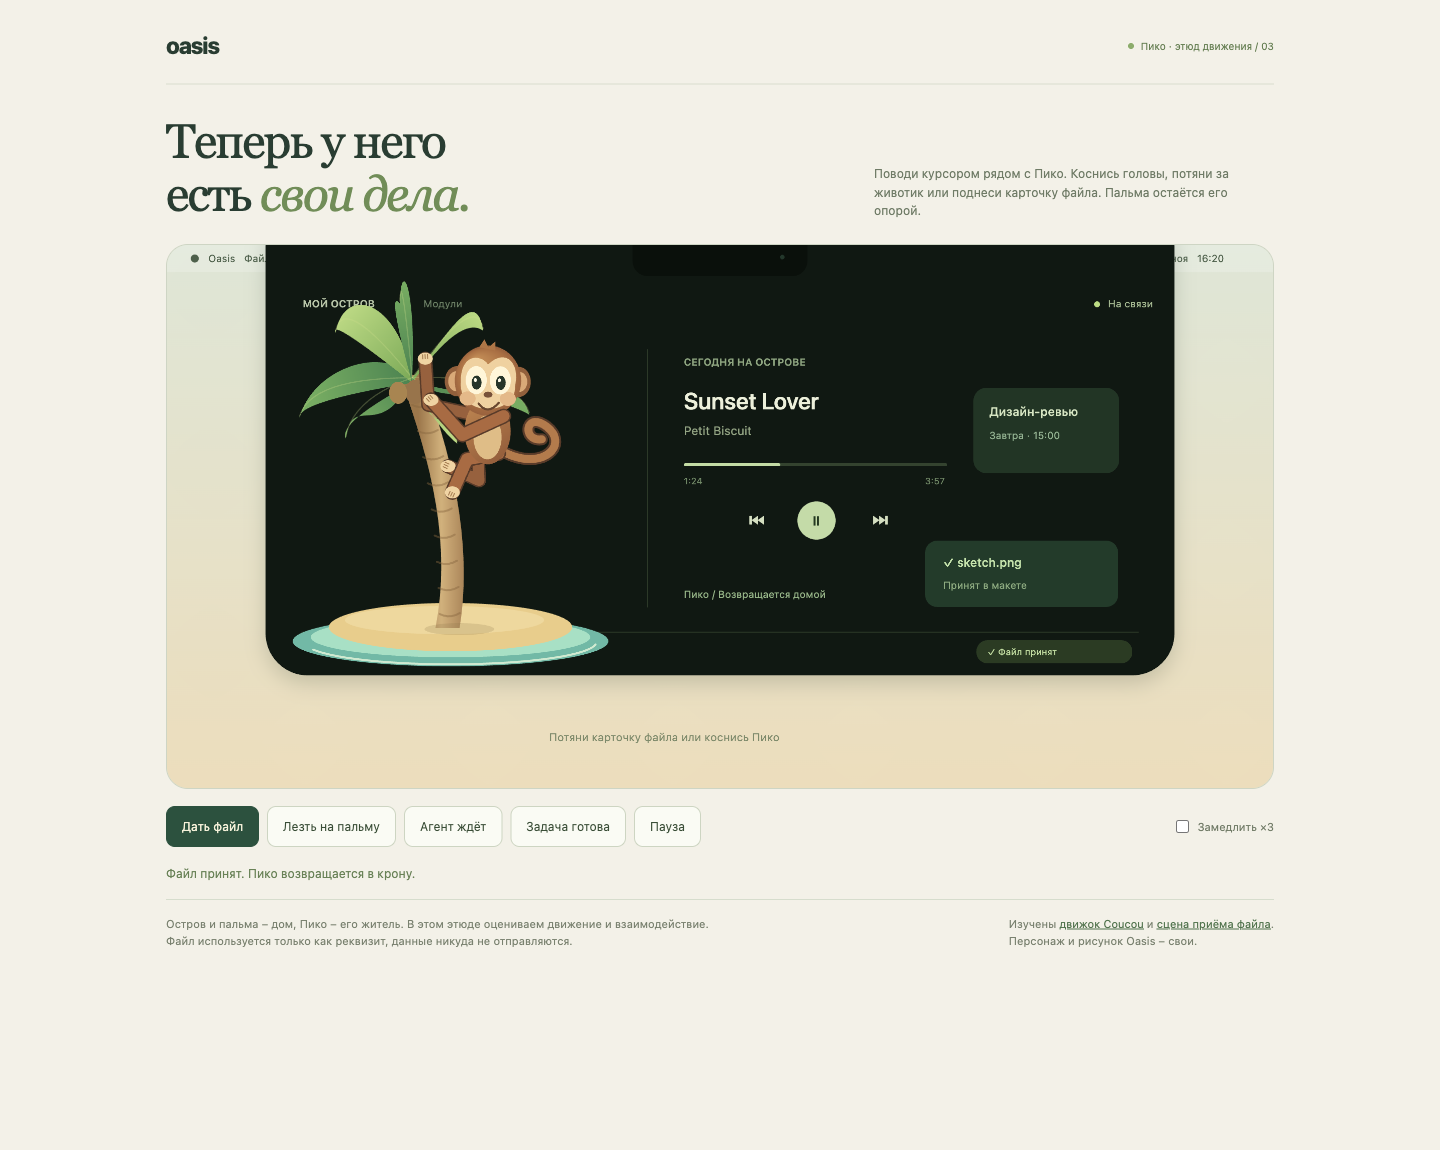 oasis
Пико · этюд движения / 03
Теперь у него
есть свои дела.
Поводи курсором рядом с Пико. Коснись головы, потяни за
животик или поднеси карточку файла. Пальма остаётся его
опорой.
Oasis
16:20
МОЙ ОСТРОВ
Модули
На связи
СЕГОДНЯ НА ОСТРОВЕ
Sunset Lover
Petit Biscuit
1:24
3:57
Дизайн-ревью
Завтра · 15:00
✓ sketch.png
Принят в макете
Пико / Возвращается домой
✓ Файл принят
Потяни карточку файла или коснись Пико
Дать файл
Лезть на пальму
Агент ждёт
Задача готова
Пауза
Замедлить ×3
Файл принят. Пико возвращается в крону.
Остров и пальма – дом, Пико – его житель. В этом этюде оцениваем движение и взаимодействие.
Файл используется только как реквизит, данные никуда не отправляются.
Изучены движок Coucou и сцена приёма файла.
Персонаж и рисунок Oasis – свои.